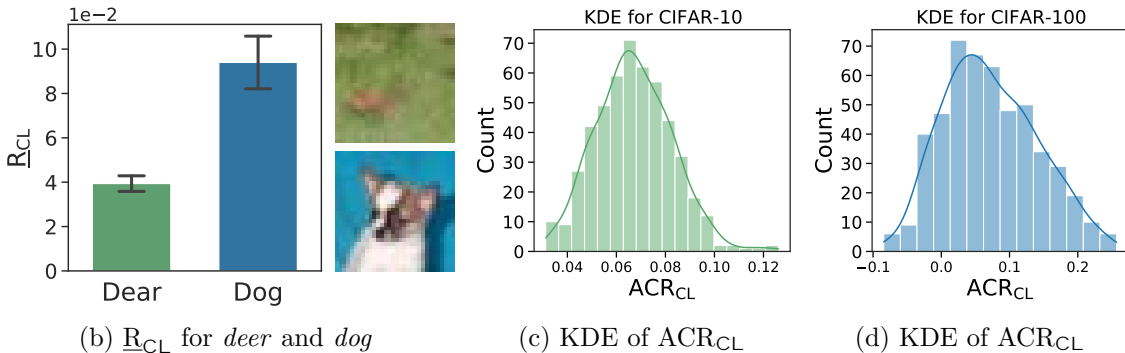 1e−2
10
8
6
4
2
0
R_CL
Dear Dog
(b) R_CL for deer and dog
KDE for CIFAR-10
70
60
50
40
30
20
10
0
Count
0.04 0.06 0.08 0.10 0.12
ACR_CL
(c) KDE of ACR_CL
KDE for CIFAR-100
70
60
50
40
30
20
10
0
Count
−0.1 0.0 0.1 0.2
ACR_CL
(d) KDE of ACR_CL